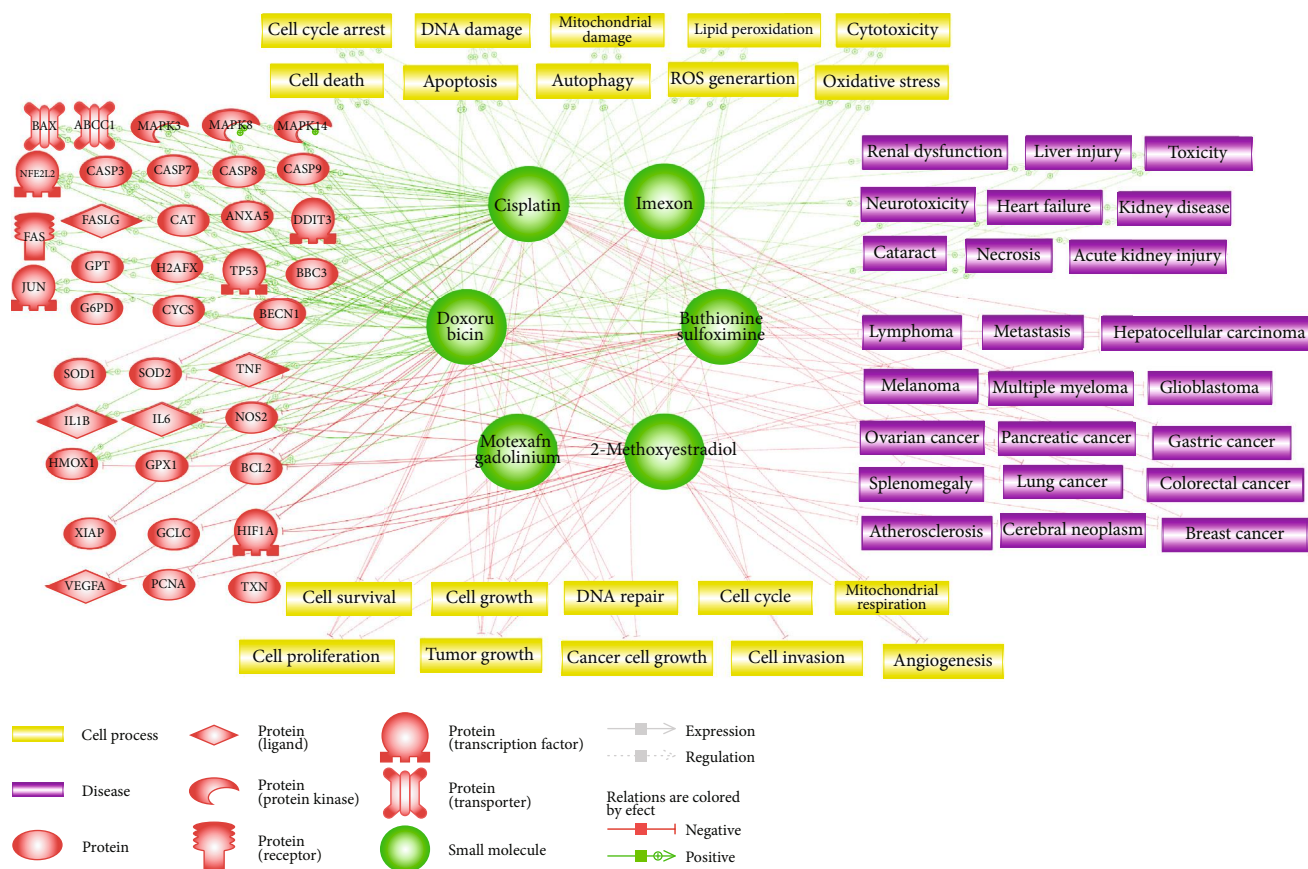 Cell cycle arrest
DNA damage
Mitochondrial
damage
Lipid peroxidation
Cytotoxicity
Cell death
Apoptosis
Autophagy
ROS generartion
Oxidative stress
BAX
ABCC1
MAPK3
MAPK8
MAPK14
NFE2L2
CASP3
CASP7
CASP8
CASP9
FAS
FASLG
CAT
ANXA5
DDIT3
JUN
GPT
H2AFX
TP53
BBC3
G6PD
CYCS
BECN1
SOD1
SOD2
TNF
IL1B
IL6
NOS2
HMOX1
GPX1
BCL2
XIAP
GCLC
HIF1A
VEGFA
PCNA
TXN
Cisplatin
Imexon
Doxoru
bicin
Buthionine
sulfoximine
Motexafn
gadolinium
2-Methoxyestradiol
Renal dysfunction
Liver injury
Toxicity
Neurotoxicity
Heart failure
Kidney disease
Cataract
Necrosis
Acute kidney injury
Lymphoma
Metastasis
Hepatocellular carcinoma
Melanoma
Multiple myeloma
Glioblastoma
Ovarian cancer
Pancreatic cancer
Gastric cancer
Splenomegaly
Lung cancer
Colorectal cancer
Atherosclerosis
Cerebral neoplasm
Breast cancer
Cell survival
Cell growth
DNA repair
Cell cycle
Mitochondrial
respiration
Cell proliferation
Tumor growth
Cancer cell growth
Cell invasion
Angiogenesis
Cell process
Disease
Protein
Protein
(ligand)
Protein
(protein kinase)
Protein
(receptor)
Protein
(transcription factor)
Protein
(transporter)
Small molecule
Expression
Regulation
Relations are colored
by efect
Negative
Positive